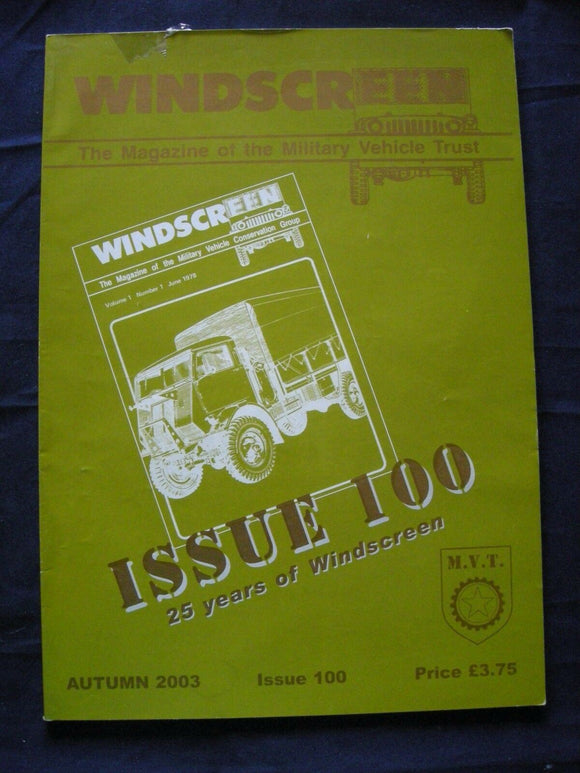 WINDSCREEN
The Magazine of the Military Vehicle Trust
WINDSCREEN
The Magazine of the Military Vehicle Conservation Group
Volume 1 Number 1 June 1978
ISSUE 100
25 years of Windscreen
M.V.T.
AUTUMN 2003 Issue 100 Price £3.75